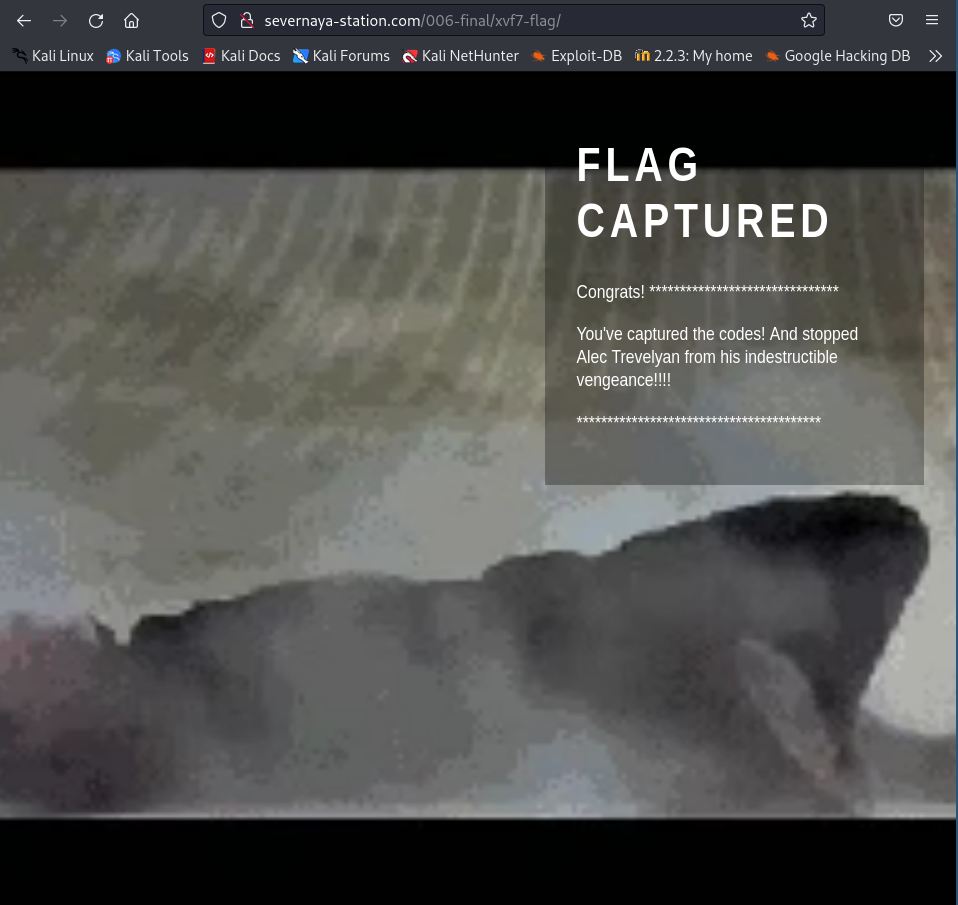 severnaya-station.com/006-final/xvf7-flag/
Kali Linux Kali Tools Kali Docs Kali Forums Kali NetHunter Exploit-DB 2.2.3: My home Google Hacking DB
FLAG
CAPTURED
Congrats! *******************************
You've captured the codes! And stopped
Alec Trevelyan from his indestructible
vengeance!!!!
****************************************